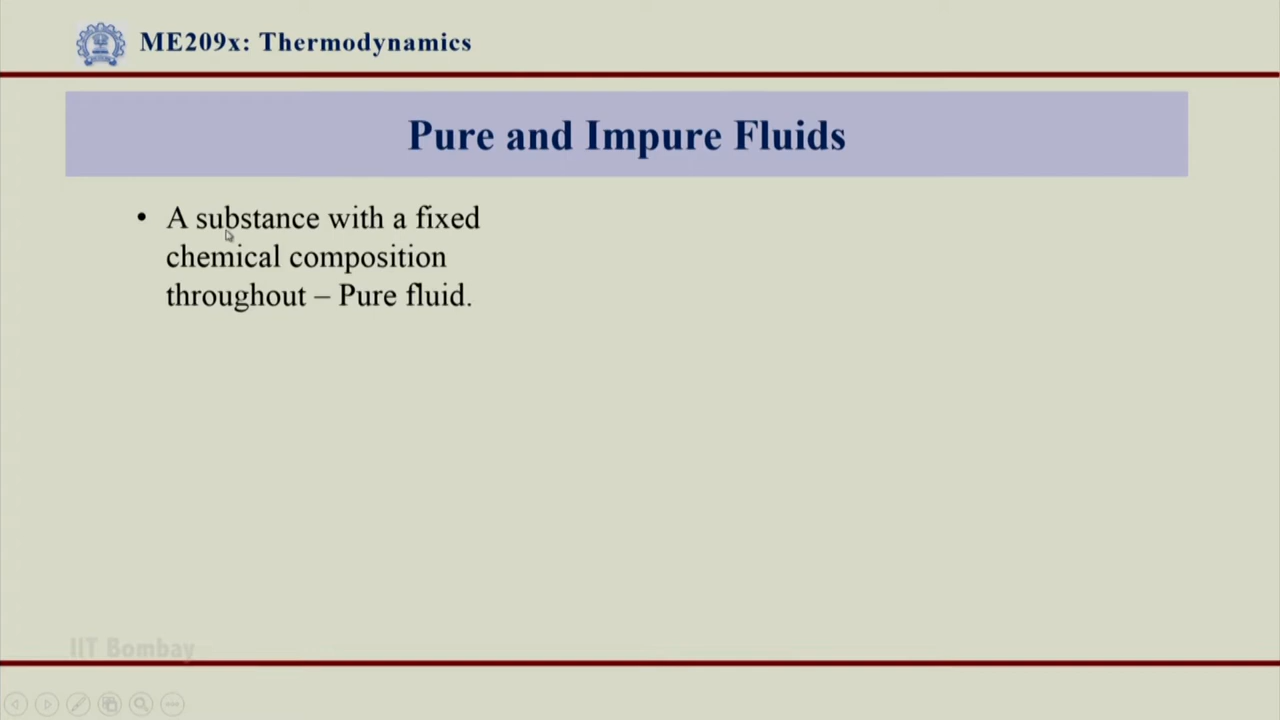 ME209x: Thermodynamics
Pure and Impure Fluids
• A substance with a fixed
chemical composition
throughout – Pure fluid.
IIT Bombay